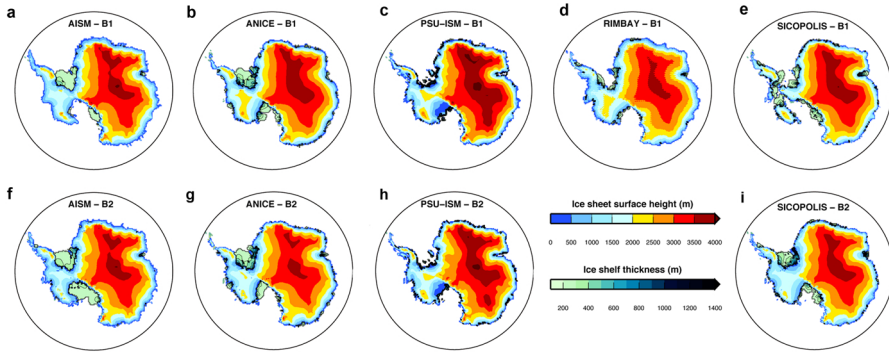 a b c d e
AISM – B1 ANICE – B1 PSU–ISM – B1 RIMBAY – B1 SICOPOLIS – B1
f g h i
AISM – B2 ANICE – B2 PSU–ISM – B2 SICOPOLIS – B2
Ice sheet surface height (m)
0 500 1000 1500 2000 2500 3000 3500 4000
Ice shelf thickness (m)
200 400 600 800 1000 1200 1400